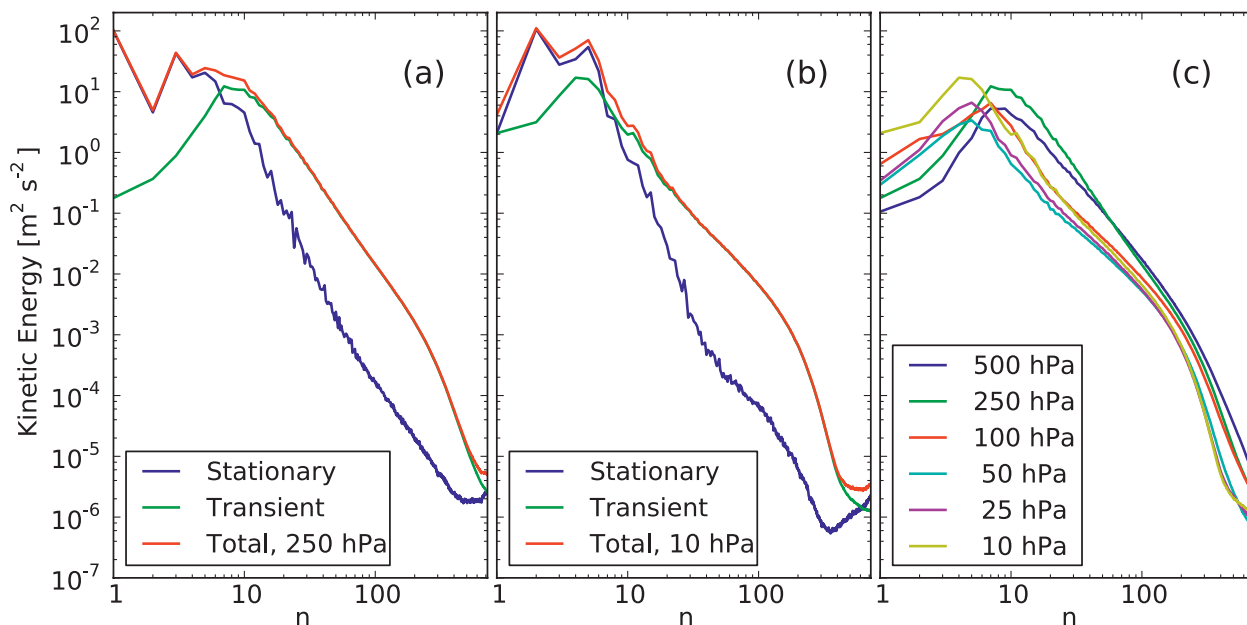 Kinetic Energy [m² s⁻²]
10²
10¹
10⁰
10⁻¹
10⁻²
10⁻³
10⁻⁴
10⁻⁵
10⁻⁶
10⁻⁷
(a)
Stationary
Transient
Total, 250 hPa
1 10 100
n
(b)
Stationary
Transient
Total, 10 hPa
1 10 100
n
(c)
500 hPa
250 hPa
100 hPa
50 hPa
25 hPa
10 hPa
1 10 100
n